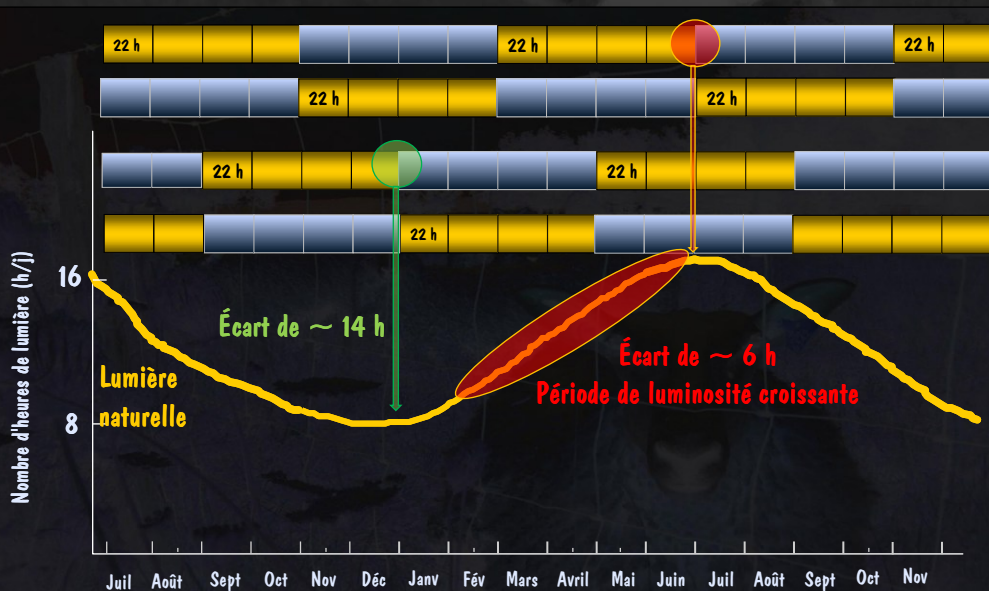 22 h 22 h 22 h
22 h 22 h
22 h 22 h
22 h
Nombre d'heures de lumière (h/j)
16
8
Écart de ~ 14 h
Écart de ~ 6 h
Période de luminosité croissante
Lumière
naturelle
Juil Août Sept Oct Nov Déc Janv Fév Mars Avril Mai Juin Juil Août Sept Oct Nov